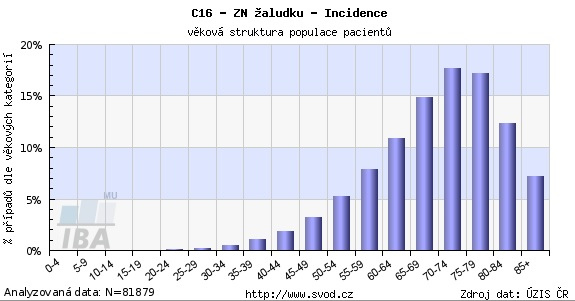 C16 - ZN žaludku - Incidence
věková struktura populace pacientů
% případů dle věkových kategorií
20%
15%
10%
5%
0%
MU
IBA
0-4
5-9
10-14
15-19
20-24
25-29
30-34
35-39
40-44
45-49
50-54
55-59
60-64
65-69
70-74
75-79
80-84
85+
Analyzovaná data: N=81879
http://www.svod.cz
Zdroj dat: ÚZIS ČR